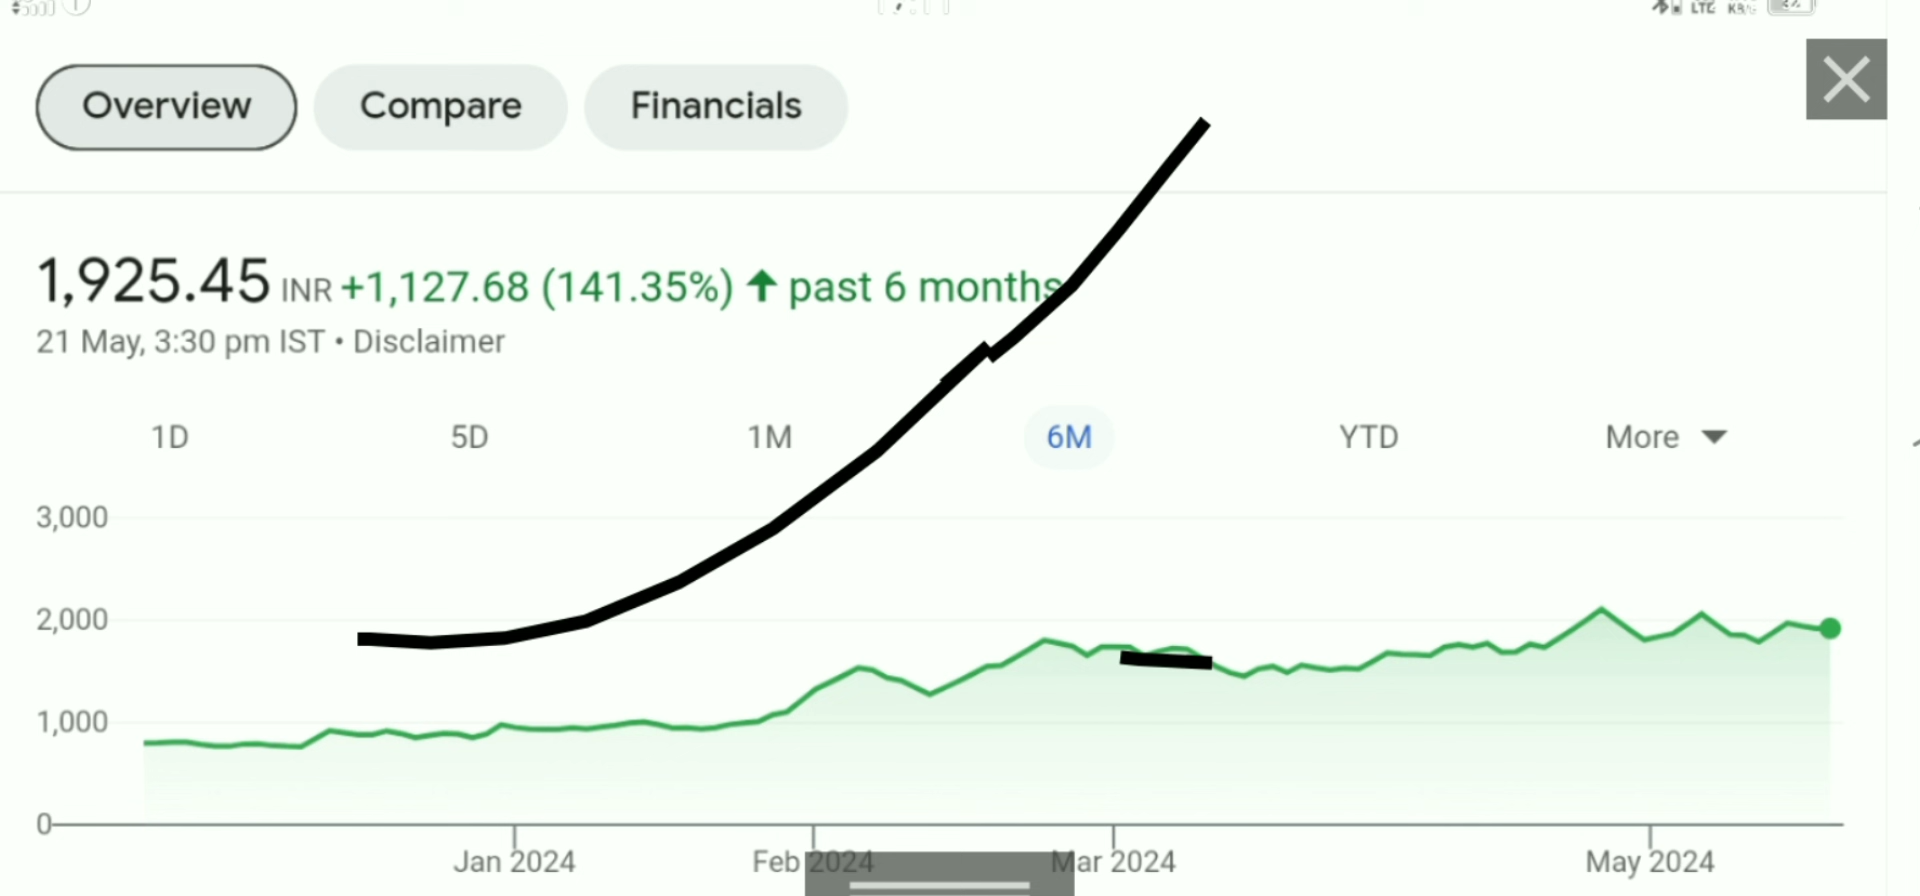 LTE
Overview Compare Financials
1,925.45 INR +1,127.68 (141.35%) ↑ past 6 months
21 May, 3:30 pm IST • Disclaimer
1D 5D 1M 6M YTD More
3,000
2,000
1,000
0
Jan 2024 Feb 2024 Mar 2024 May 2024